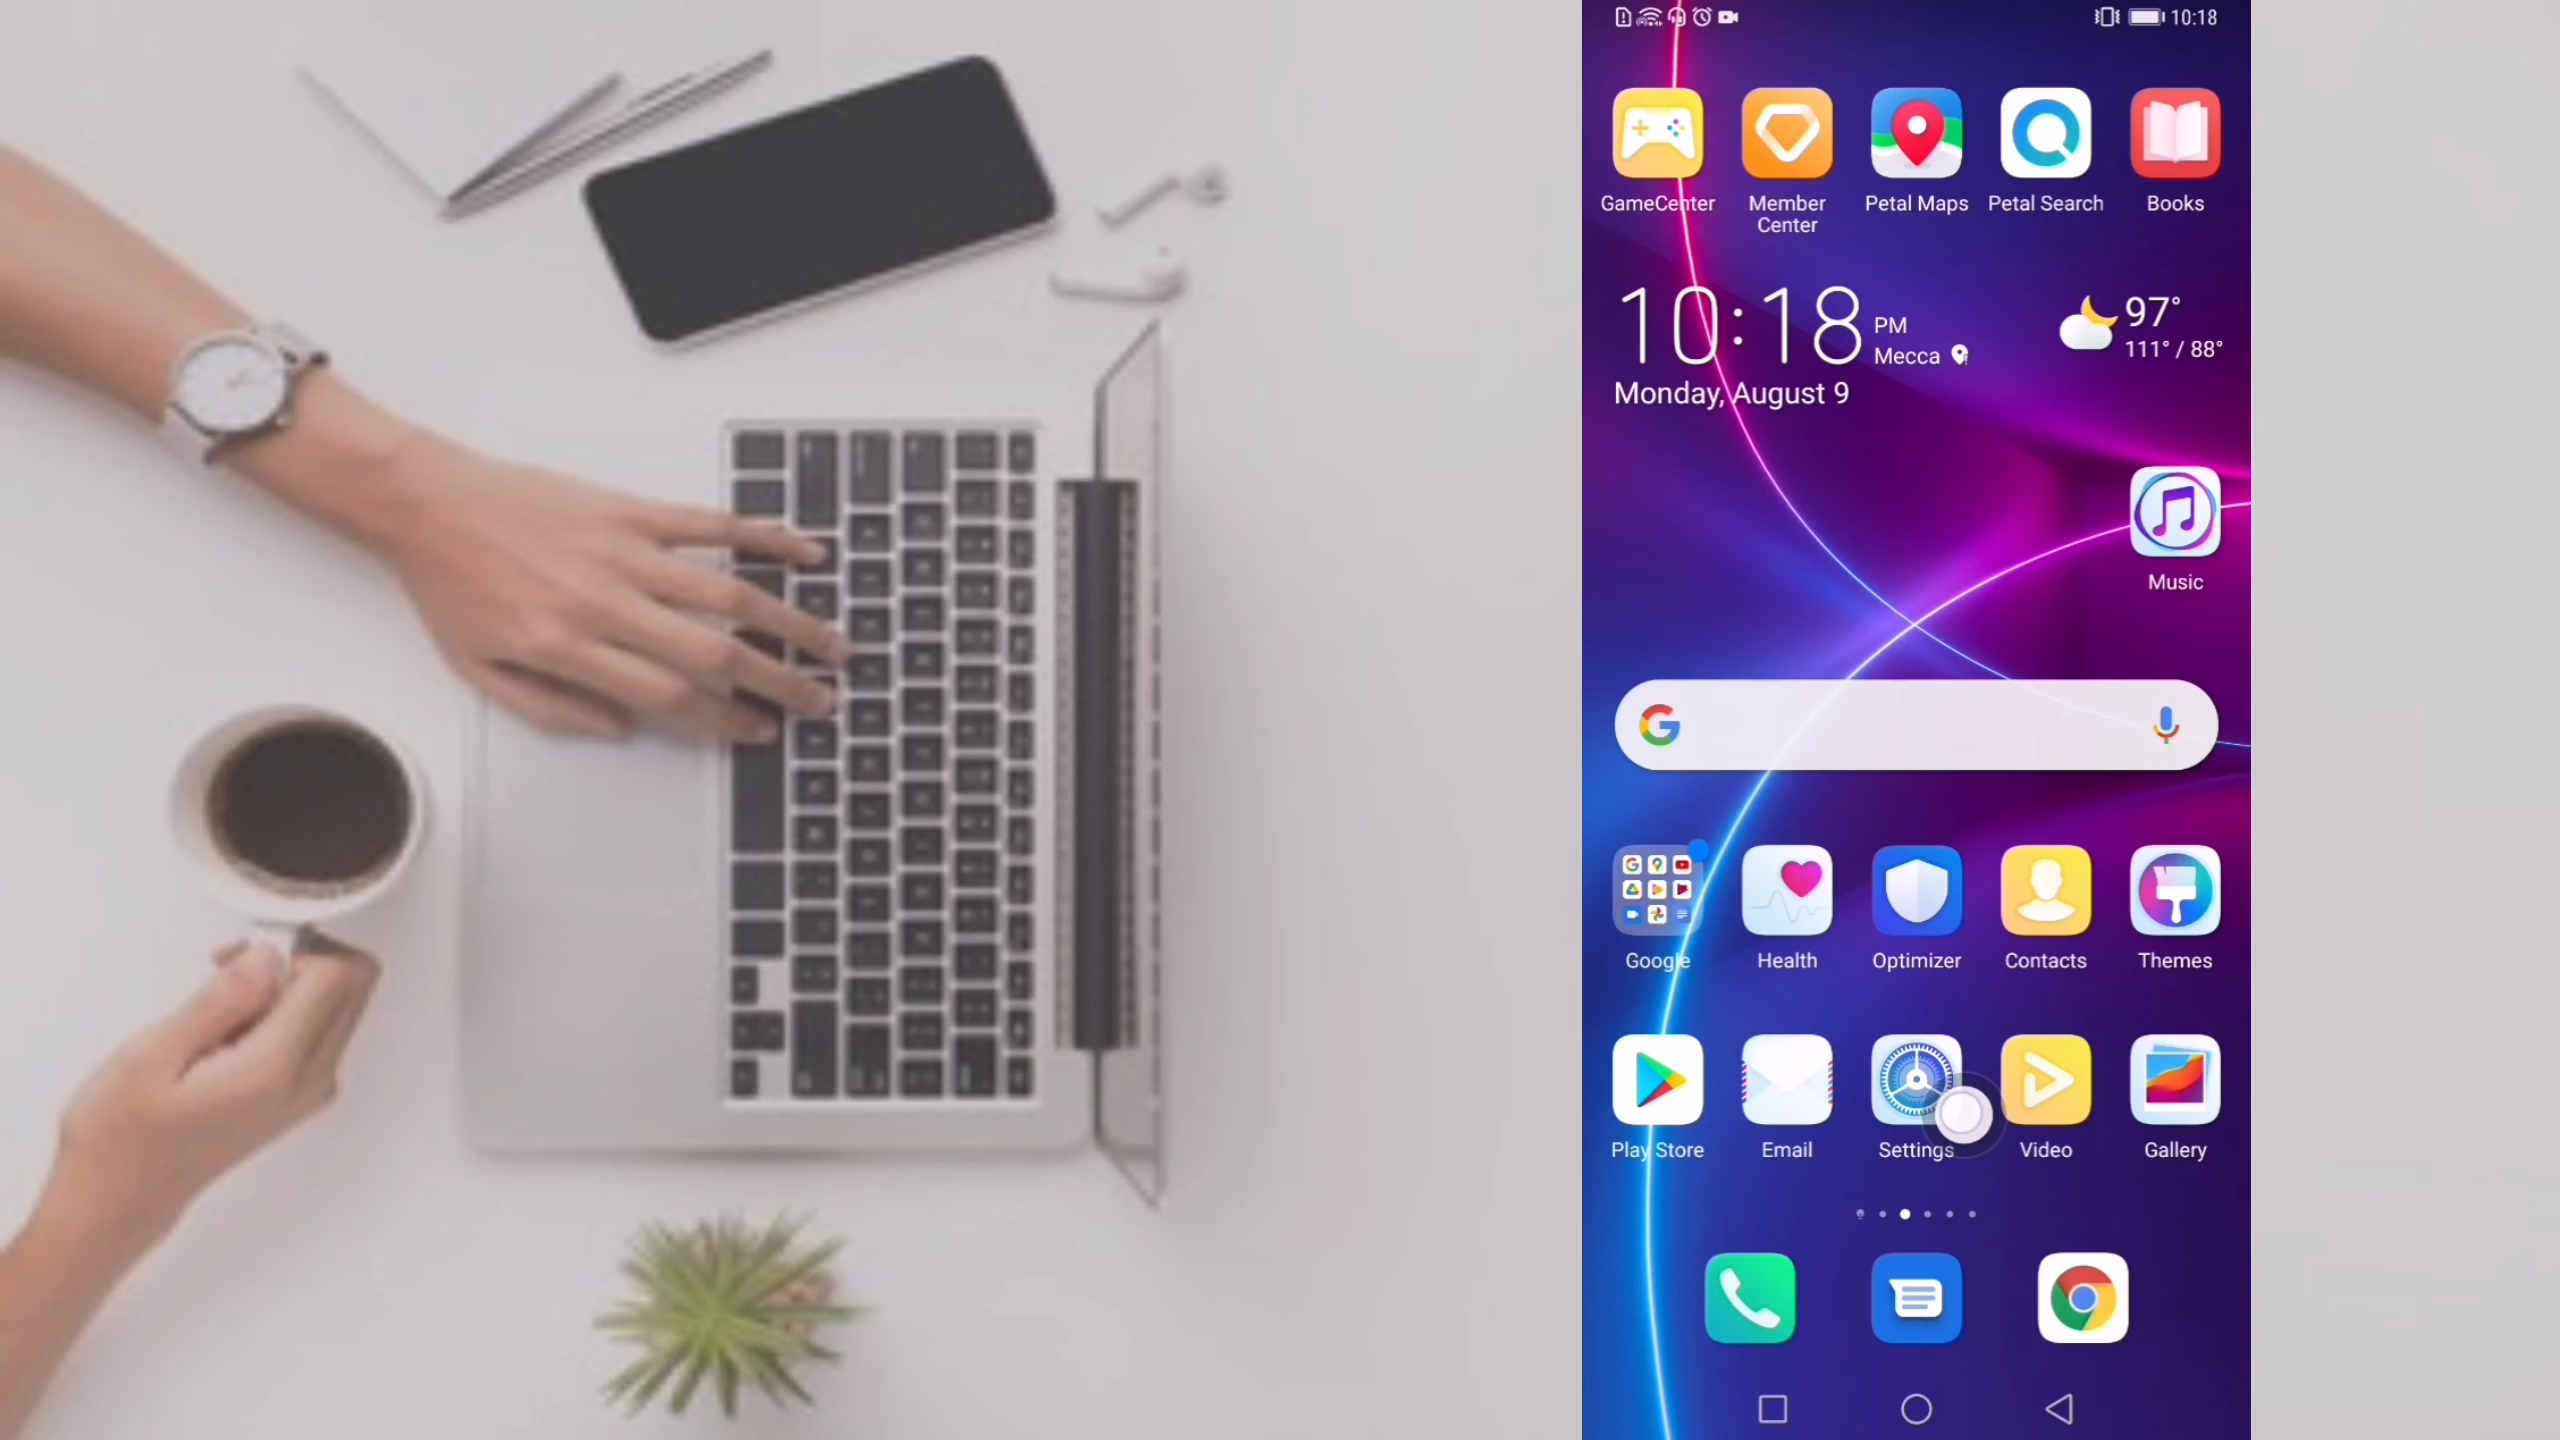 10:18
GameCenter
Member
Center
Petal Maps
Petal Search
Books
10:18
PM
Mecca
97°
111° / 88°
Monday, August 9
Music
Google
Health
Optimizer
Contacts
Themes
Play Store
Email
Settings
Video
Gallery